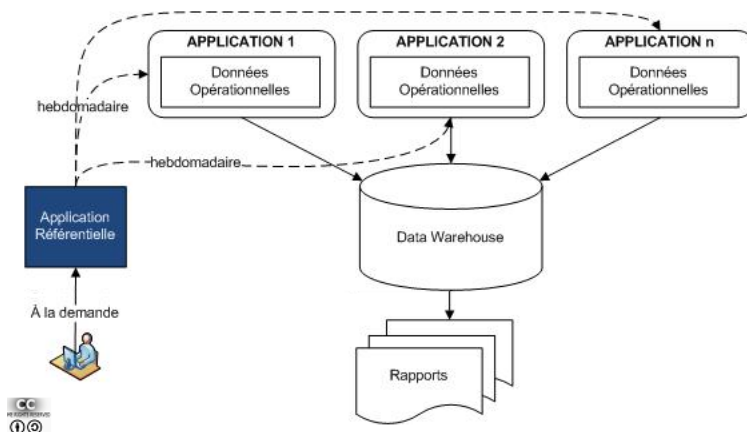 APPLICATION 1
Données
Opérationnelles
APPLICATION 2
Données
Opérationnelles
APPLICATION n
Données
Opérationnelles
hebdomadaire
hebdomadaire
Application
Référentielle
Data Warehouse
À la demande
Rapports
CC